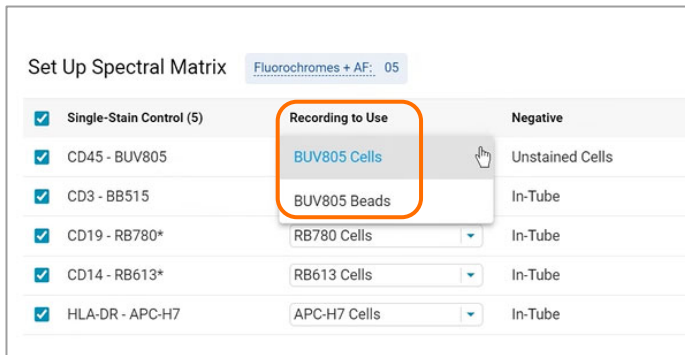 Set Up Spectral Matrix Fluorochromes + AF: 05
Single-Stain Control (5) Recording to Use Negative
CD45 - BUV805 BUV805 Cells Unstained Cells
CD3 - BB515 BUV805 Beads In-Tube
CD19 - RB780* RB780 Cells In-Tube
CD14 - RB613* RB613 Cells In-Tube
HLA-DR - APC-H7 APC-H7 Cells In-Tube